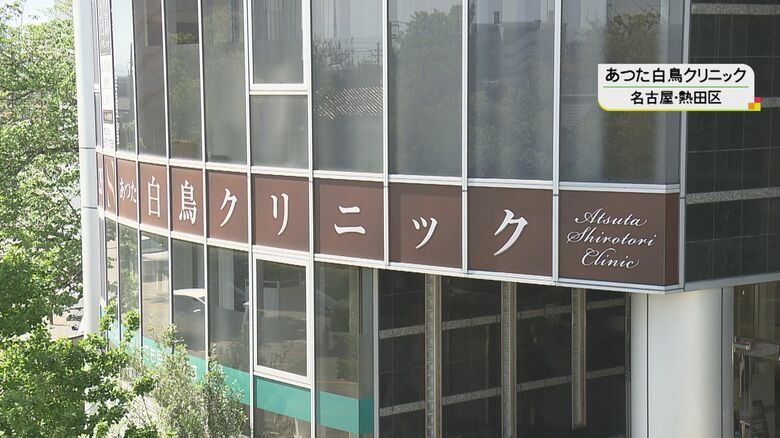 あつた白鳥クリニック
名古屋・熱田区
あつた白鳥クリニック
Atsuta
Shirotori
Clinic